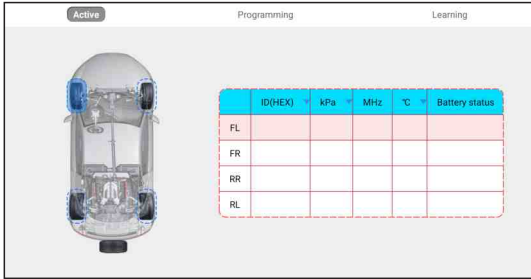 Active Programming Learning
ID(HEX) kPa MHz ℃ Battery status
FL
FR
RR
RL